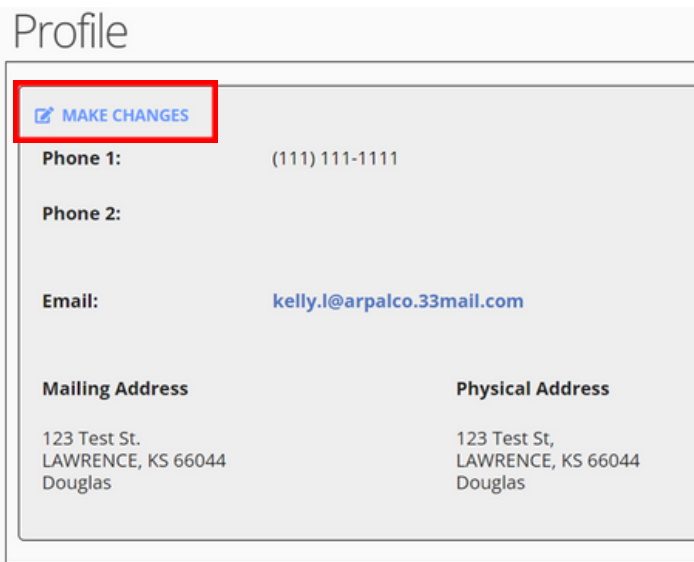 Profile
MAKE CHANGES
Phone 1: (111) 111-1111
Phone 2:
Email: kelly.l@arpalco.33mail.com
Mailing Address Physical Address
123 Test St. 123 Test St,
LAWRENCE, KS 66044 LAWRENCE, KS 66044
Douglas Douglas